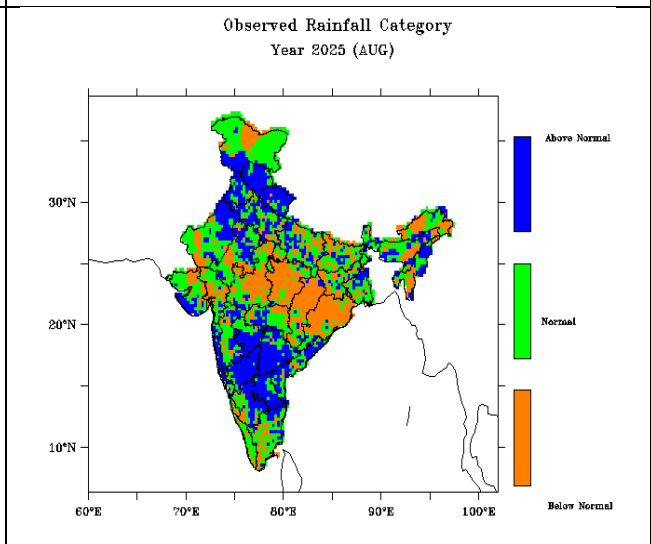 Observed Rainfall Category
Year 2025 (AUG)
Above Normal
30°N
Normal
20°N
10°N
Below Normal
60°E 70°E 80°E 90°E 100°E